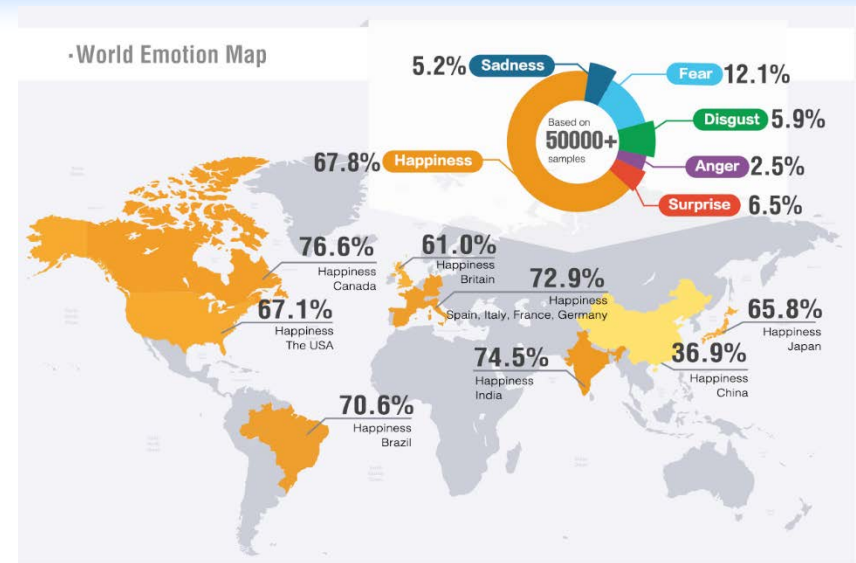 ·World Emotion Map
5.2% Sadness
Fear 12.1%
Disgust 5.9%
Anger 2.5%
Surprise 6.5%
67.8% Happiness
Based on
50000+
samples
76.6%
Happiness
Canada
67.1%
Happiness
The USA
61.0%
Happiness
Britain
72.9%
Happiness
Spain, Italy, France, Germany
65.8%
Happiness
Japan
74.5%
Happiness
India
36.9%
Happiness
China
70.6%
Happiness
Brazil